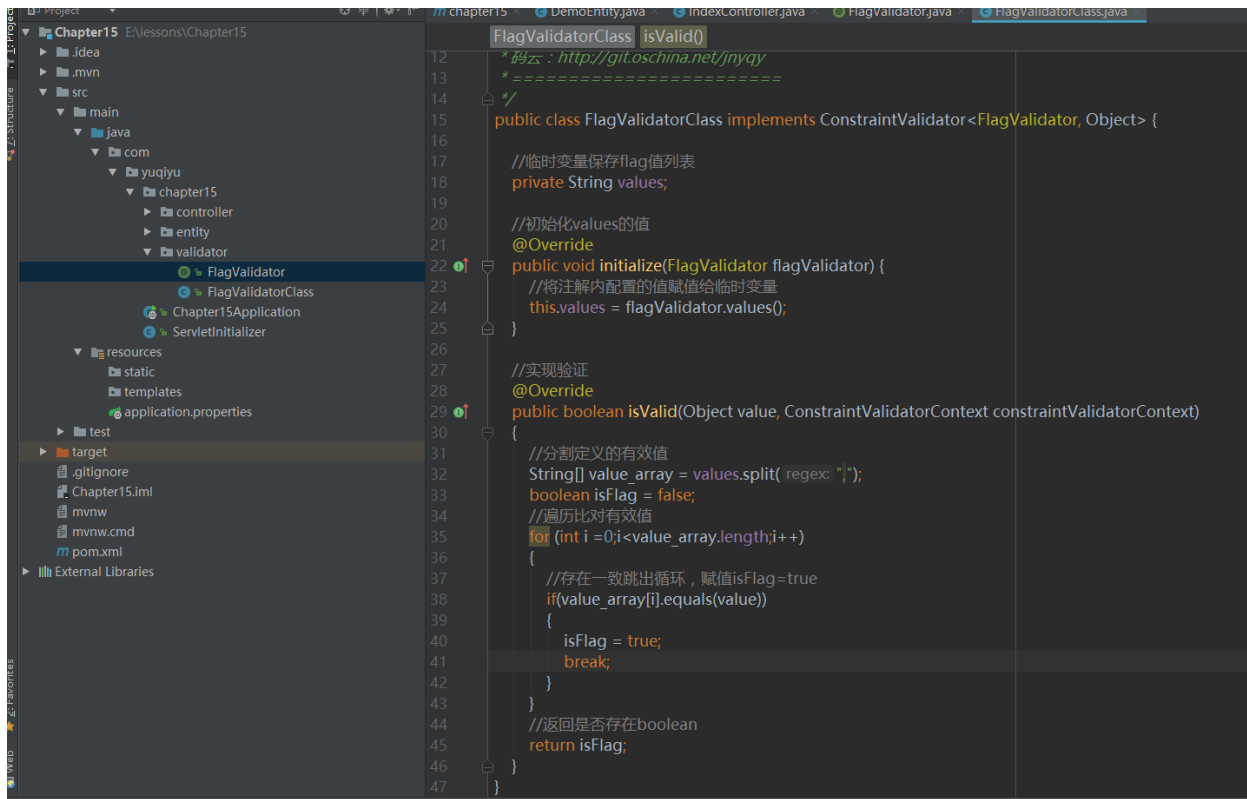 Project
chapter15
DemoEntity.java
IndexController.java
FlagValidator.java
FlagValidatorClass.java
1: Project
Chapter15 E:\lessons\Chapter15
.idea
.mvn
src
main
java
com
yuqiyu
chapter15
controller
entity
validator
FlagValidator
FlagValidatorClass
Chapter15Application
ServletInitializer
resources
static
templates
application.properties
test
target
.gitignore
Chapter15.iml
mvnw
mvnw.cmd
pom.xml
External Libraries
7: Structure
2: Favorites
Web
FlagValidatorClass isValid()
12 * 码云：http://git.oschina.net/jnyqy
13 * ========================
14 */
15 public class FlagValidatorClass implements ConstraintValidator<FlagValidator, Object> {
16
17 //临时变量保存flag值列表
18 private String values;
19
20 //初始化values的值
21 @Override
22 public void initialize(FlagValidator flagValidator) {
23 //将注解内配置的值赋值给临时变量
24 this.values = flagValidator.values();
25 }
26
27 //实现验证
28 @Override
29 public boolean isValid(Object value, ConstraintValidatorContext constraintValidatorContext)
30 {
31 //分割定义的有效值
32 String[] value_array = values.split( regex: ",");
33 boolean isFlag = false;
34 //遍历比对有效值
35 for (int i =0;i<value_array.length;i++)
36 {
37 //存在一致跳出循环，赋值isFlag=true
38 if(value_array[i].equals(value))
39 {
40 isFlag = true;
41 break;
42 }
43 }
44 //返回是否存在boolean
45 return isFlag;
46 }
47 }